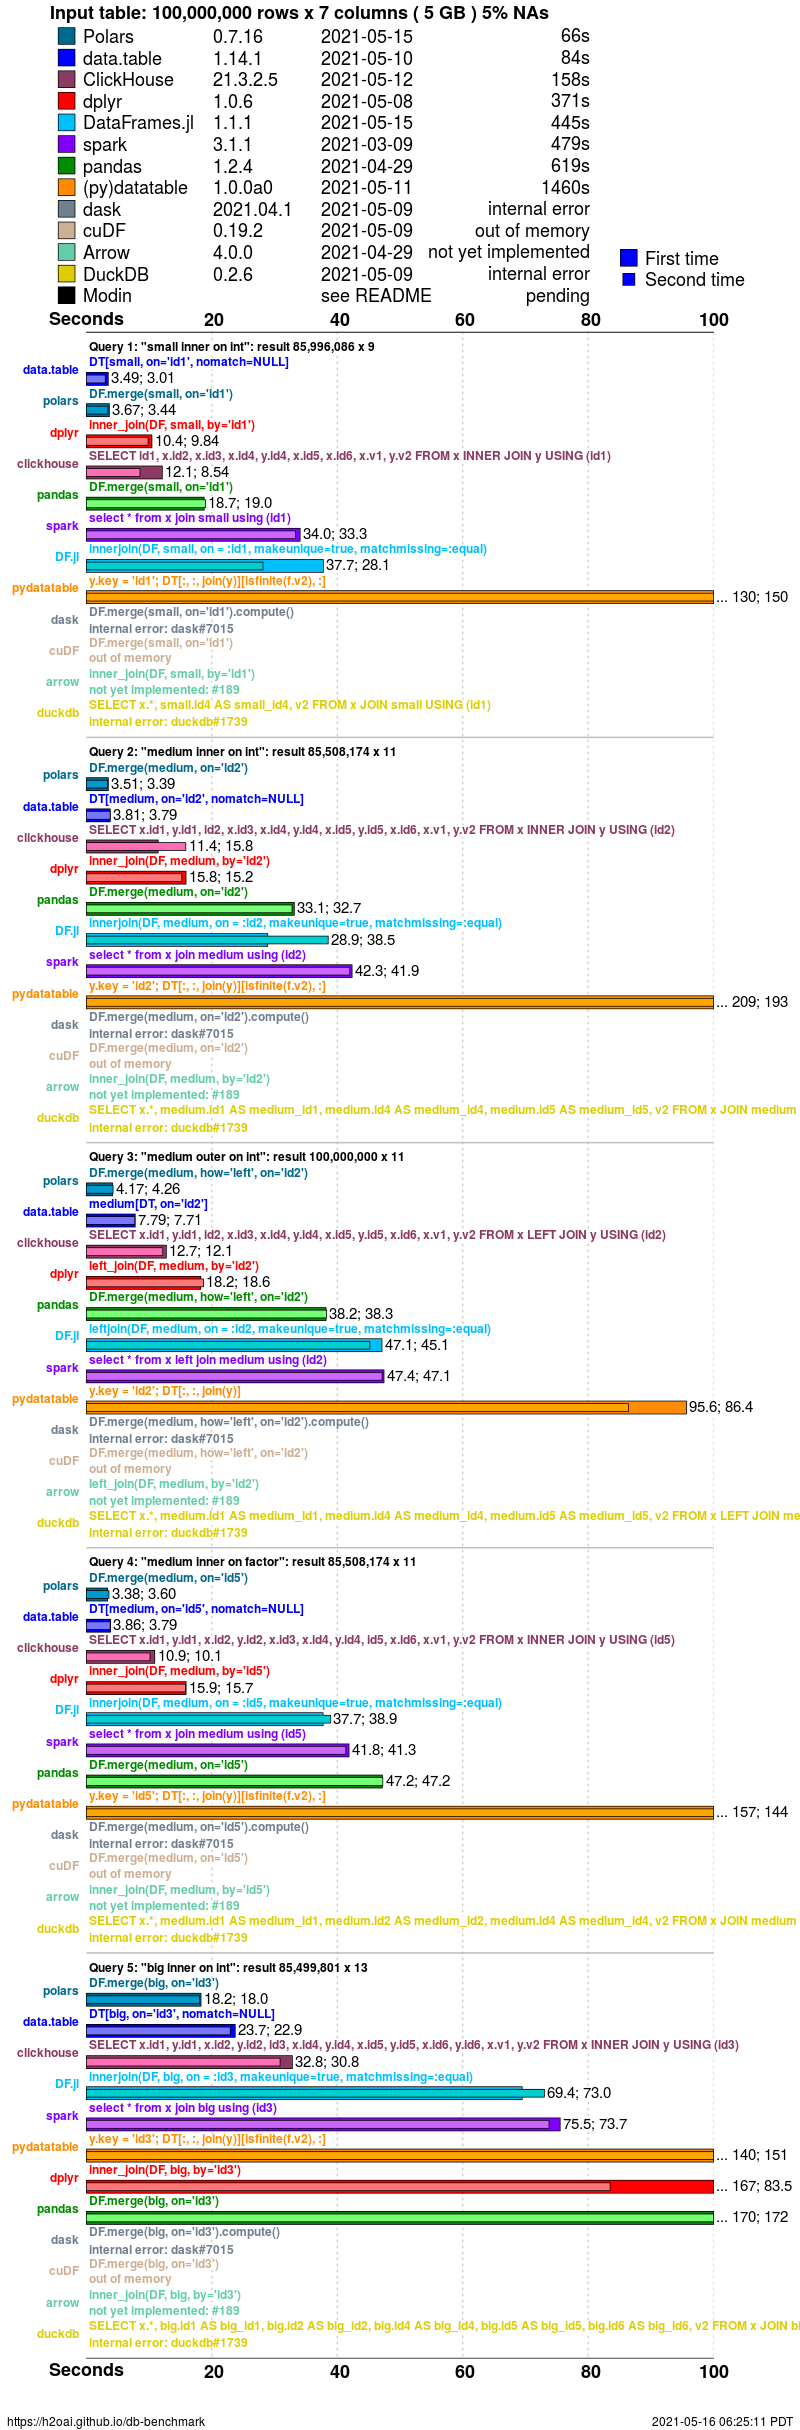 Input table: 100,000,000 rows x 7 columns ( 5 GB ) 5% NAs
Polars 0.7.16 2021-05-15 66s
data.table 1.14.1 2021-05-10 84s
ClickHouse 21.3.2.5 2021-05-12 158s
dplyr 1.0.6 2021-05-08 371s
DataFrames.jl 1.1.1 2021-05-15 445s
spark 3.1.1 2021-03-09 479s
pandas 1.2.4 2021-04-29 619s
(py)datatable 1.0.0a0 2021-05-11 1460s
dask 2021.04.1 2021-05-09 internal error
cuDF 0.19.2 2021-05-09 out of memory
Arrow 4.0.0 2021-04-29 not yet implemented
DuckDB 0.2.6 2021-05-09 internal error
Modin see README pending
First time
Second time
Seconds 20 40 60 80 100
Query 1: "small inner on int": result 85,996,086 x 9
DT[small, on='id1', nomatch=NULL]
data.table 3.49; 3.01
DF.merge(small, on='id1')
polars 3.67; 3.44
inner_join(DF, small, by='id1')
dplyr 10.4; 9.84
SELECT id1, x.id2, x.id3, x.id4, y.id4, x.id5, x.id6, x.v1, y.v2 FROM x INNER JOIN y USING (id1)
clickhouse 12.1; 8.54
DF.merge(small, on='id1')
pandas 18.7; 19.0
select * from x join small using (id1)
spark 34.0; 33.3
innerjoin(DF, small, on = :id1, makeunique=true, matchmissing=:equal)
DF.jl 37.7; 28.1
y.key = 'id1'; DT[:, :, join(y)][isfinite(f.v2), :]
pydatatable ... 130; 150
DF.merge(small, on='id1').compute()
dask internal error: dask#7015
DF.merge(small, on='id1')
cuDF out of memory
inner_join(DF, small, by='id1')
arrow not yet implemented: #189
SELECT x.*, small.id4 AS small_id4, v2 FROM x JOIN small USING (id1)
duckdb internal error: duckdb#1739
Query 2: "medium inner on int": result 85,508,174 x 11
DF.merge(medium, on='id2')
polars 3.51; 3.39
DT[medium, on='id2', nomatch=NULL]
data.table 3.81; 3.79
SELECT x.id1, y.id1, id2, x.id3, x.id4, y.id4, x.id5, y.id5, x.id6, x.v1, y.v2 FROM x INNER JOIN y USING (id2)
clickhouse 11.4; 15.8
inner_join(DF, medium, by='id2')
dplyr 15.8; 15.2
DF.merge(medium, on='id2')
pandas 33.1; 32.7
innerjoin(DF, medium, on = :id2, makeunique=true, matchmissing=:equal)
DF.jl 28.9; 38.5
select * from x join medium using (id2)
spark 42.3; 41.9
y.key = 'id2'; DT[:, :, join(y)][isfinite(f.v2), :]
pydatatable ... 209; 193
DF.merge(medium, on='id2').compute()
dask internal error: dask#7015
DF.merge(medium, on='id2')
cuDF out of memory
inner_join(DF, medium, by='id2')
arrow not yet implemented: #189
SELECT x.*, medium.id1 AS medium_id1, medium.id4 AS medium_id4, medium.id5 AS medium_id5, v2 FROM x JOIN medium
duckdb internal error: duckdb#1739
Query 3: "medium outer on int": result 100,000,000 x 11
DF.merge(medium, how='left', on='id2')
polars 4.17; 4.26
medium[DT, on='id2']
data.table 7.79; 7.71
SELECT x.id1, y.id1, id2, x.id3, x.id4, y.id4, x.id5, y.id5, x.id6, x.v1, y.v2 FROM x LEFT JOIN y USING (id2)
clickhouse 12.7; 12.1
left_join(DF, medium, by='id2')
dplyr 18.2; 18.6
DF.merge(medium, how='left', on='id2')
pandas 38.2; 38.3
leftjoin(DF, medium, on = :id2, makeunique=true, matchmissing=:equal)
DF.jl 47.1; 45.1
select * from x left join medium using (id2)
spark 47.4; 47.1
y.key = 'id2'; DT[:, :, join(y)]
pydatatable 95.6; 86.4
DF.merge(medium, how='left', on='id2').compute()
dask internal error: dask#7015
DF.merge(medium, how='left', on='id2')
cuDF out of memory
left_join(DF, medium, by='id2')
arrow not yet implemented: #189
SELECT x.*, medium.id1 AS medium_id1, medium.id4 AS medium_id4, medium.id5 AS medium_id5, v2 FROM x LEFT JOIN me
duckdb internal error: duckdb#1739
Query 4: "medium inner on factor": result 85,508,174 x 11
DF.merge(medium, on='id5')
polars 3.38; 3.60
DT[medium, on='id5', nomatch=NULL]
data.table 3.86; 3.79
SELECT x.id1, y.id1, x.id2, y.id2, x.id3, x.id4, y.id4, id5, x.id6, x.v1, y.v2 FROM x INNER JOIN y USING (id5)
clickhouse 10.9; 10.1
inner_join(DF, medium, by='id5')
dplyr 15.9; 15.7
innerjoin(DF, medium, on = :id5, makeunique=true, matchmissing=:equal)
DF.jl 37.7; 38.9
select * from x join medium using (id5)
spark 41.8; 41.3
DF.merge(medium, on='id5')
pandas 47.2; 47.2
y.key = 'id5'; DT[:, :, join(y)][isfinite(f.v2), :]
pydatatable ... 157; 144
DF.merge(medium, on='id5').compute()
dask internal error: dask#7015
DF.merge(medium, on='id5')
cuDF out of memory
inner_join(DF, medium, by='id5')
arrow not yet implemented: #189
SELECT x.*, medium.id1 AS medium_id1, medium.id2 AS medium_id2, medium.id4 AS medium_id4, v2 FROM x JOIN medium
duckdb internal error: duckdb#1739
Query 5: "big inner on int": result 85,499,801 x 13
DF.merge(big, on='id3')
polars 18.2; 18.0
DT[big, on='id3', nomatch=NULL]
data.table 23.7; 22.9
SELECT x.id1, y.id1, x.id2, y.id2, id3, x.id4, y.id4, x.id5, y.id5, x.id6, y.id6, x.v1, y.v2 FROM x INNER JOIN y USING (id3)
clickhouse 32.8; 30.8
innerjoin(DF, big, on = :id3, makeunique=true, matchmissing=:equal)
DF.jl 69.4; 73.0
select * from x join big using (id3)
spark 75.5; 73.7
y.key = 'id3'; DT[:, :, join(y)][isfinite(f.v2), :]
pydatatable ... 140; 151
inner_join(DF, big, by='id3')
dplyr ... 167; 83.5
DF.merge(big, on='id3')
pandas ... 170; 172
DF.merge(big, on='id3').compute()
dask internal error: dask#7015
DF.merge(big, on='id3')
cuDF out of memory
inner_join(DF, big, by='id3')
arrow not yet implemented: #189
SELECT x.*, big.id1 AS big_id1, big.id2 AS big_id2, big.id4 AS big_id4, big.id5 AS big_id5, big.id6 AS big_id6, v2 FROM x JOIN bi
duckdb internal error: duckdb#1739
Seconds 20 40 60 80 100
https://h2oai.github.io/db-benchmark 2021-05-16 06:25:11 PDT